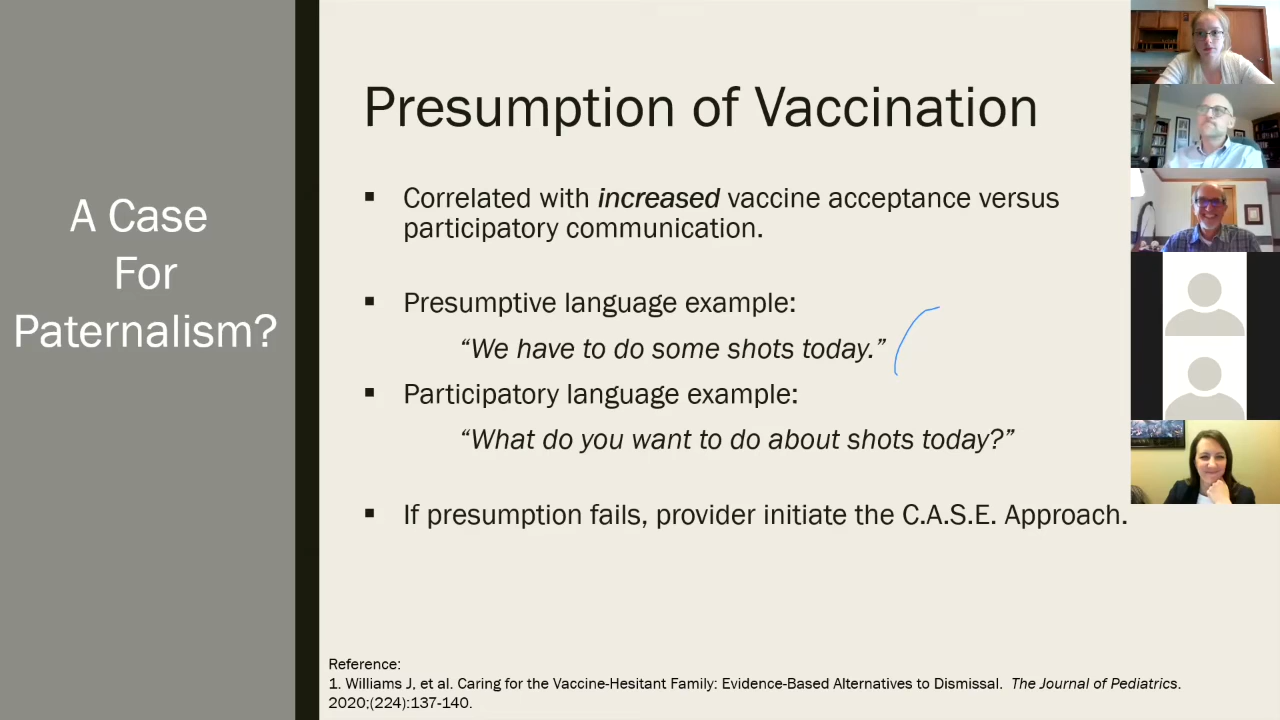 A Case
For
Paternalism?
Presumption of Vaccination
▪ Correlated with increased vaccine acceptance versus
participatory communication.
▪ Presumptive language example:
“We have to do some shots today.”
▪ Participatory language example:
“What do you want to do about shots today?”
▪ If presumption fails, provider initiate the C.A.S.E. Approach.
Reference:
1. Williams J, et al. Caring for the Vaccine-Hesitant Family: Evidence-Based Alternatives to Dismissal. The Journal of Pediatrics.
2020;(224):137-140.